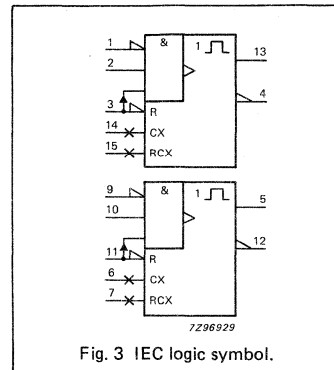 1 & 1 13
2
4
3 R
14 CX
15 RCX
9 & 1 5
10
12
11 R
6 CX
7 RCX
7Z96929
Fig. 3 IEC logic symbol.